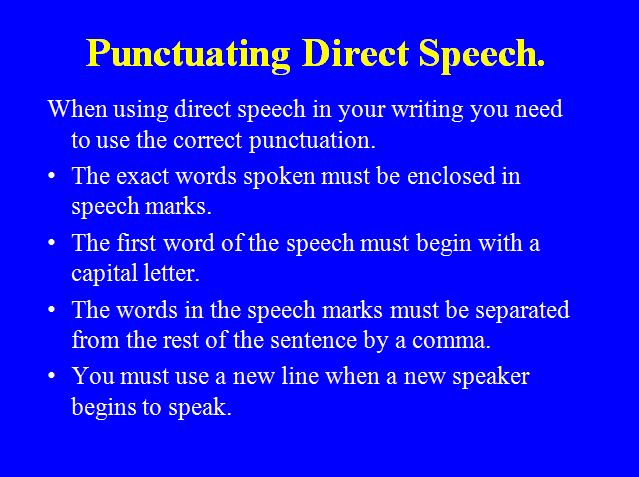 Punctuating Direct Speech.
When using direct speech in your writing you need
to use the correct punctuation.
• The exact words spoken must be enclosed in
speech marks.
• The first word of the speech must begin with a
capital letter.
• The words in the speech marks must be separated
from the rest of the sentence by a comma.
• You must use a new line when a new speaker
begins to speak.